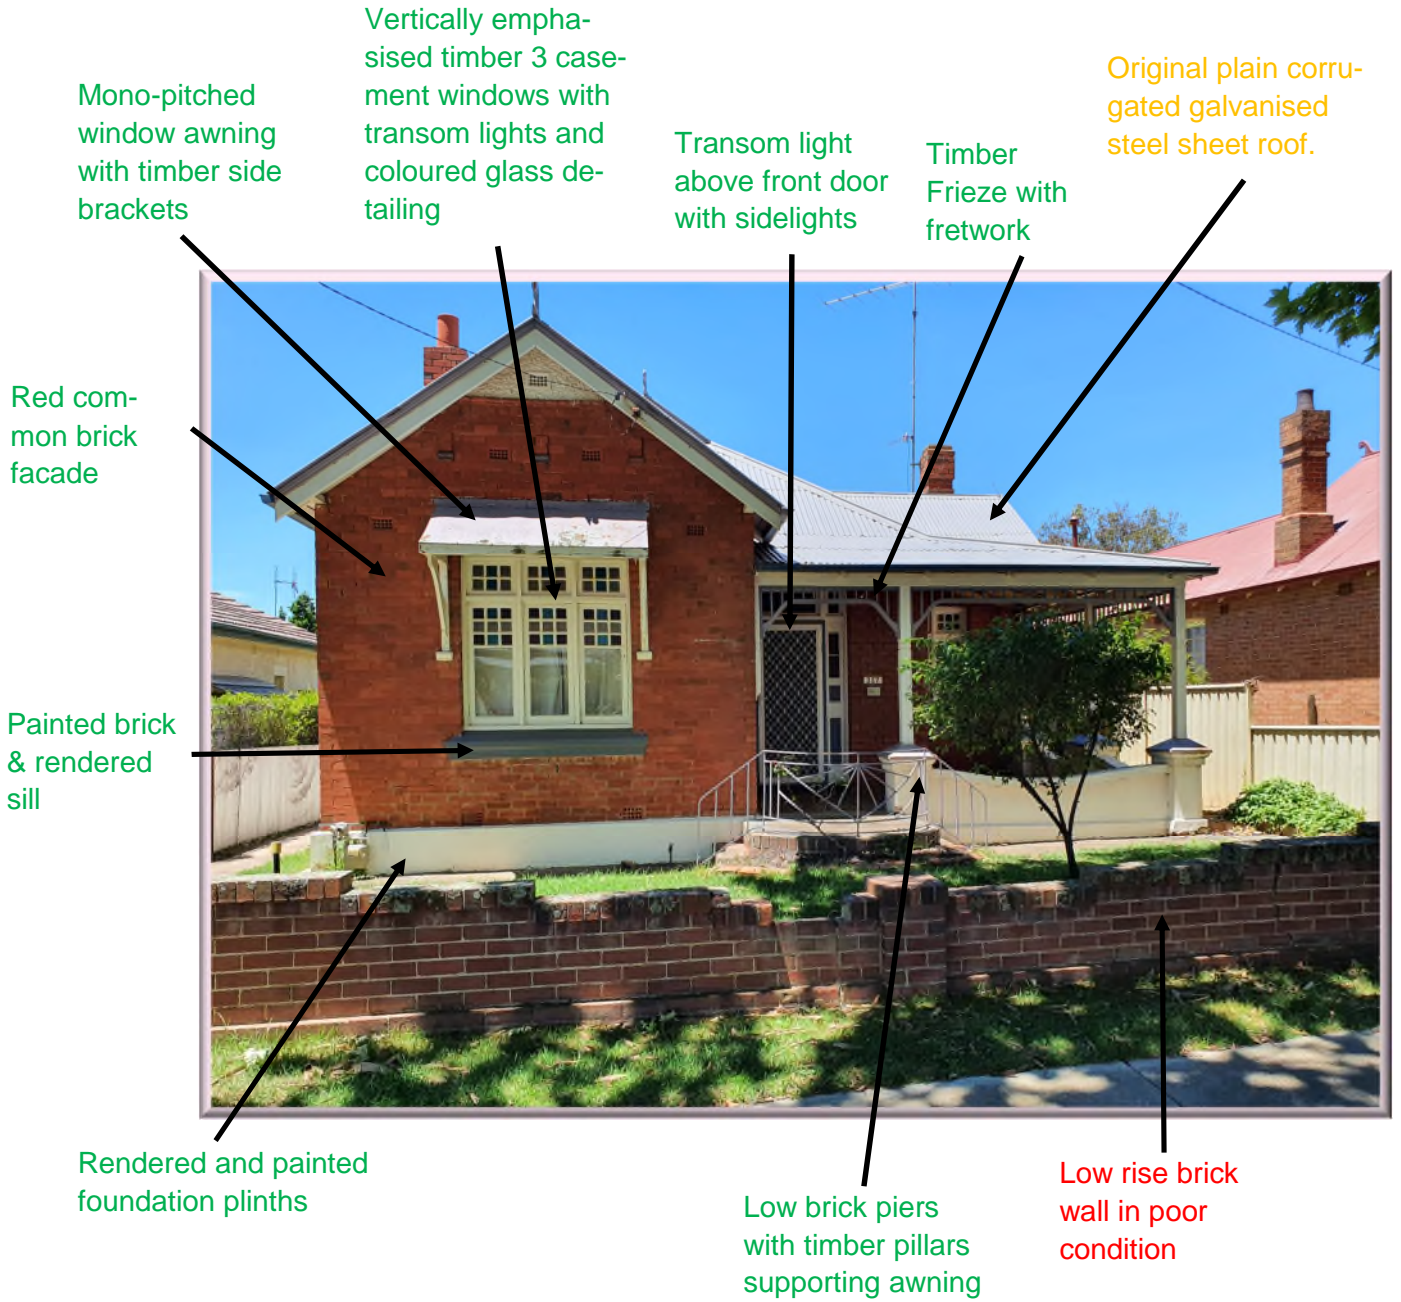 Vertically empha-
sised timber 3 case-
ment windows with
transom lights and
coloured glass de-
tailing
Mono-pitched
window awning
with timber side
brackets
Transom light
above front door
with sidelights
Timber
Frieze with
fretwork
Original plain corru-
gated galvanised
steel sheet roof.
Red com-
mon brick
facade
Painted brick
& rendered
sill
117
Rendered and painted
foundation plinths
Low brick piers
with timber pillars
supporting awning
Low rise brick
wall in poor
condition